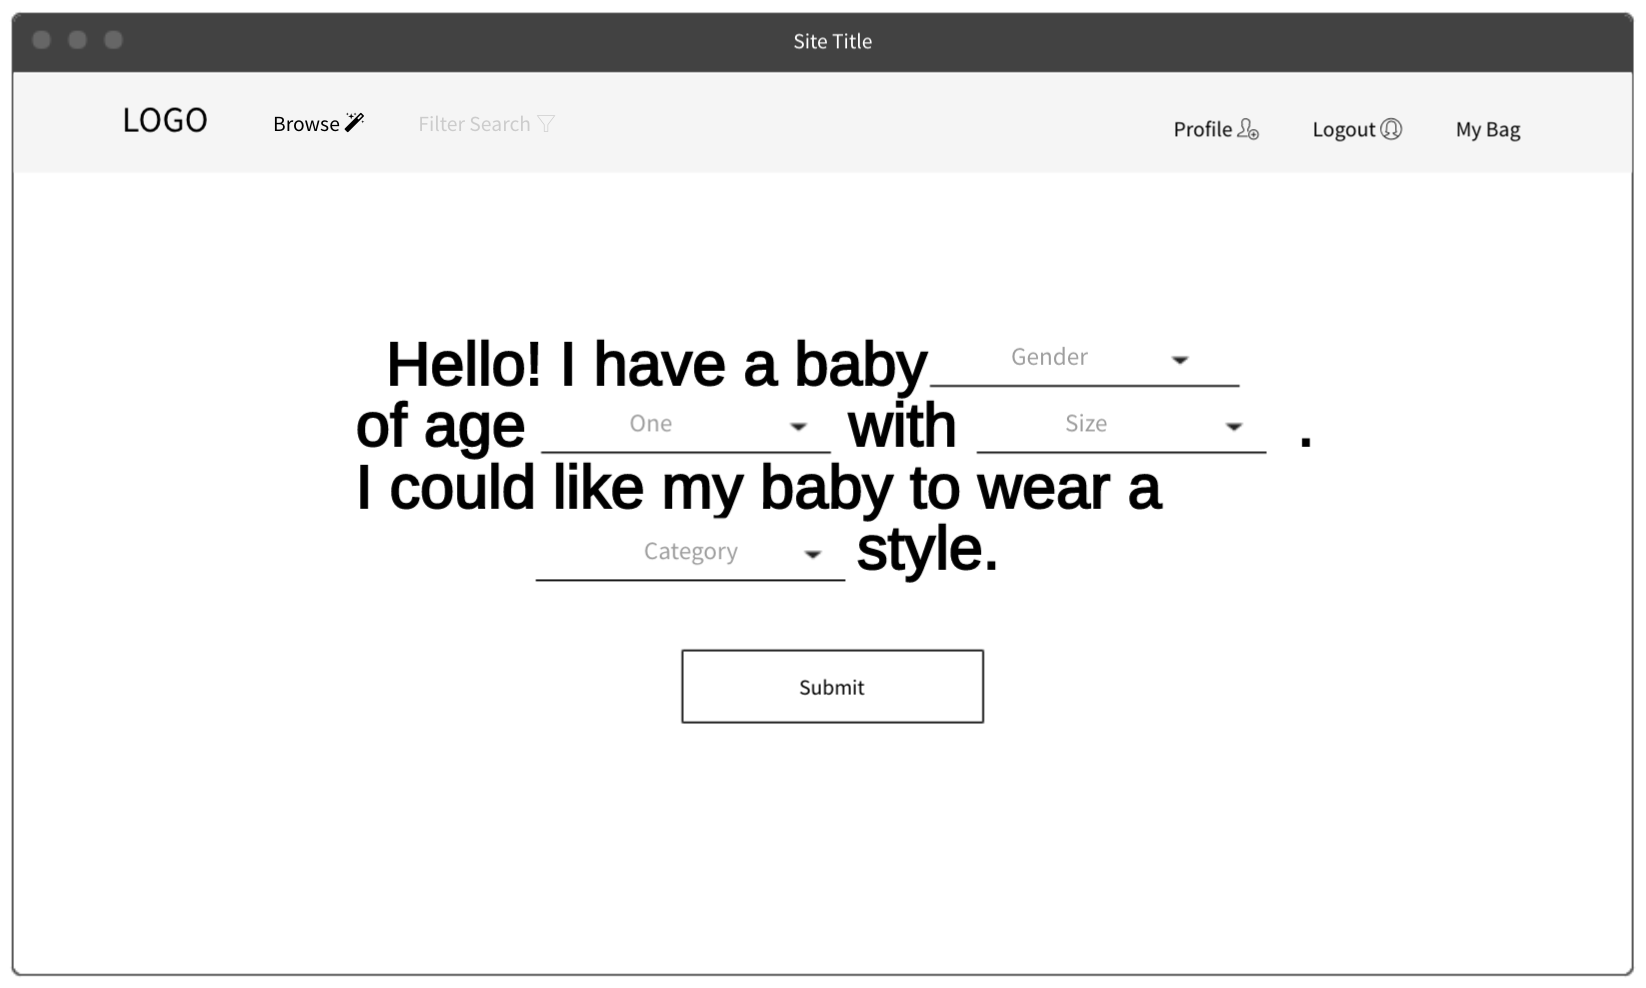 Site Title
LOGO Browse Filter Search Profile Logout My Bag
Hello! I have a baby Gender
of age One with Size .
I could like my baby to wear a
Category style.
Submit